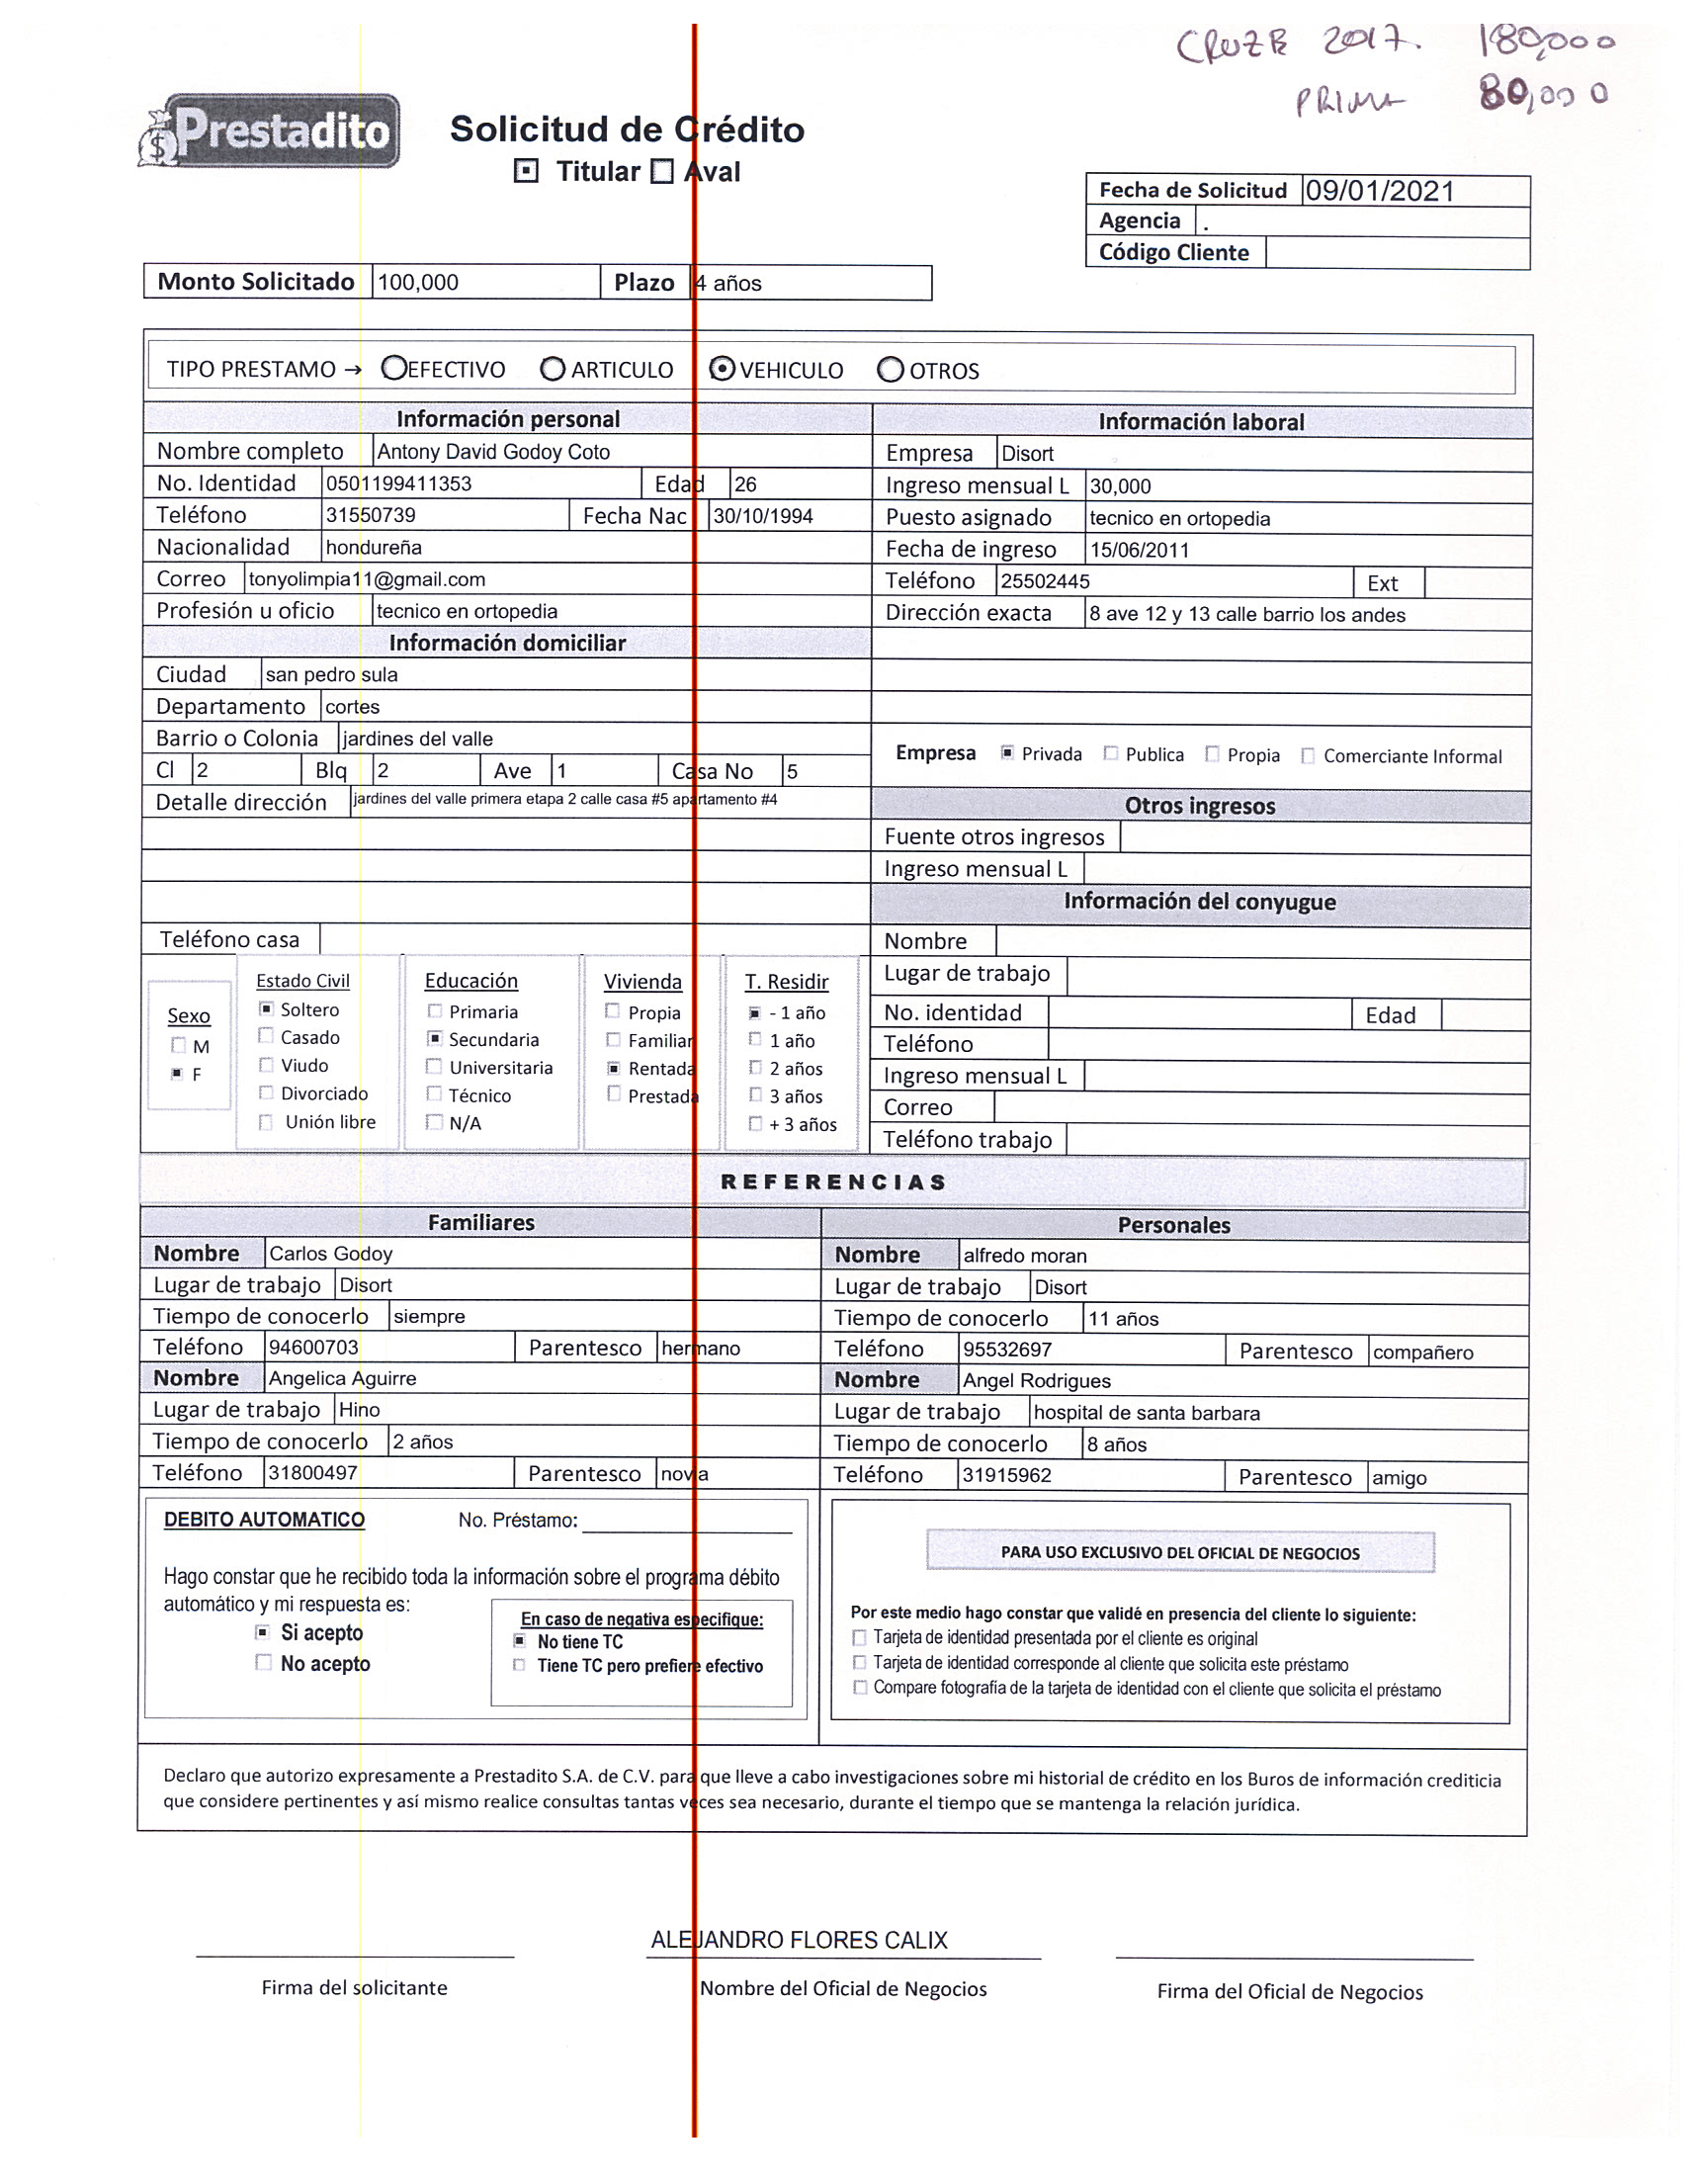 CRUZE 2017. 180,000
PRIMA 80,000
Prestadito
Solicitud de Crédito
Titular Aval
Fecha de Solicitud 09/01/2021
Agencia .
Código Cliente
Monto Solicitado 100,000 Plazo 4 años
TIPO PRESTAMO → EFECTIVO ARTICULO VEHICULO OTROS
Información personal
Nombre completo Antony David Godoy Coto
No. Identidad 0501199411353 Edad 26
Teléfono 31550739 Fecha Nac 30/10/1994
Nacionalidad hondureña
Correo tonyolimpia11@gmail.com
Profesión u oficio tecnico en ortopedia
Información domiciliar
Ciudad san pedro sula
Departamento cortes
Barrio o Colonia jardines del valle
Cl 2 Blq 2 Ave 1 Casa No 5
Detalle dirección jardines del valle primera etapa 2 calle casa #5 apartamento #4
Teléfono casa
Sexo
M
F
Estado Civil
Soltero
Casado
Viudo
Divorciado
Unión libre
Educación
Primaria
Secundaria
Universitaria
Técnico
N/A
Vivienda
Propia
Familiar
Rentada
Prestada
T. Residir
- 1 año
1 año
2 años
3 años
+ 3 años
Información laboral
Empresa Disort
Ingreso mensual L 30,000
Puesto asignado tecnico en ortopedia
Fecha de ingreso 15/06/2011
Teléfono 25502445 Ext
Dirección exacta 8 ave 12 y 13 calle barrio los andes
Empresa Privada Publica Propia Comerciante Informal
Otros ingresos
Fuente otros ingresos
Ingreso mensual L
Información del conyugue
Nombre
Lugar de trabajo
No. identidad Edad
Teléfono
Ingreso mensual L
Correo
Teléfono trabajo
REFERENCIAS
Familiares
Nombre Carlos Godoy
Lugar de trabajo Disort
Tiempo de conocerlo siempre
Teléfono 94600703 Parentesco hermano
Nombre Angelica Aguirre
Lugar de trabajo Hino
Tiempo de conocerlo 2 años
Teléfono 31800497 Parentesco novia
Personales
Nombre alfredo moran
Lugar de trabajo Disort
Tiempo de conocerlo 11 años
Teléfono 95532697 Parentesco compañero
Nombre Angel Rodrigues
Lugar de trabajo hospital de santa barbara
Tiempo de conocerlo 8 años
Teléfono 31915962 Parentesco amigo
DEBITO AUTOMATICO No. Préstamo:
Hago constar que he recibido toda la información sobre el programa débito
automático y mi respuesta es:
Si acepto
No acepto
En caso de negativa especifique:
No tiene TC
Tiene TC pero prefiere efectivo
PARA USO EXCLUSIVO DEL OFICIAL DE NEGOCIOS
Por este medio hago constar que validé en presencia del cliente lo siguiente:
Tarjeta de identidad presentada por el cliente es original
Tarjeta de identidad corresponde al cliente que solicita este préstamo
Compare fotografía de la tarjeta de identidad con el cliente que solicita el préstamo
Declaro que autorizo expresamente a Prestadito S.A. de C.V. para que lleve a cabo investigaciones sobre mi historial de crédito en los Buros de información crediticia
que considere pertinentes y así mismo realice consultas tantas veces sea necesario, durante el tiempo que se mantenga la relación jurídica.
ALEJANDRO FLORES CALIX
Firma del solicitante Nombre del Oficial de Negocios Firma del Oficial de Negocios